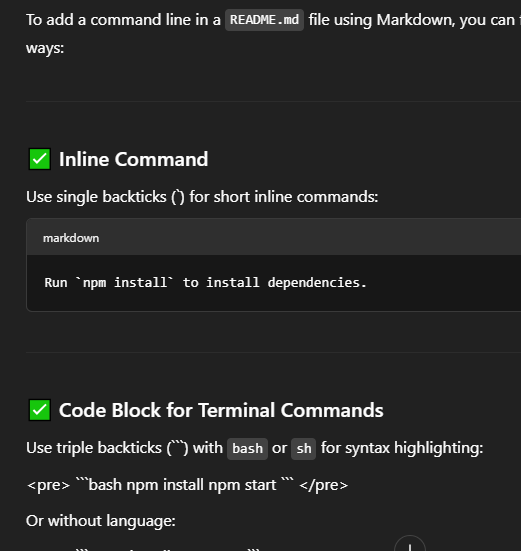 To add a command line in a README.md file using Markdown, you can
ways:
✅ Inline Command
Use single backticks (`) for short inline commands:
markdown
Run `npm install` to install dependencies.
✅ Code Block for Terminal Commands
Use triple backticks (```) with bash or sh for syntax highlighting:
<pre> ```bash npm install npm start ``` </pre>
Or without language: